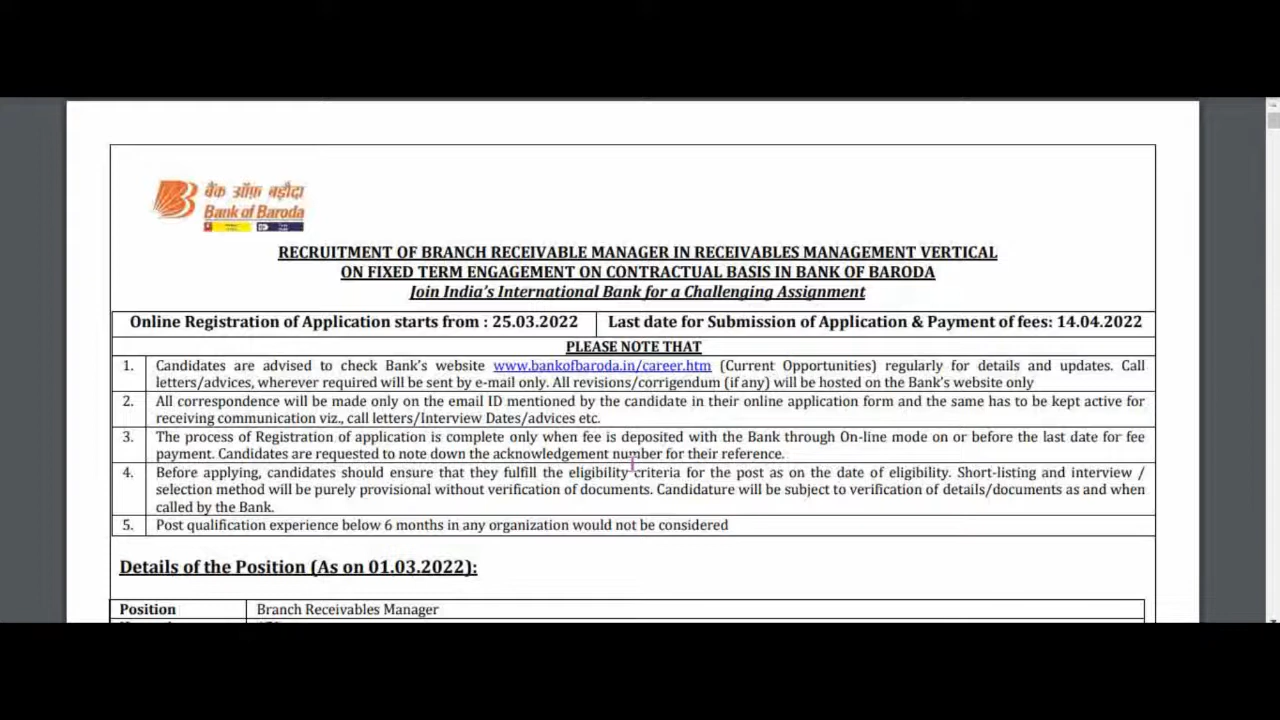 बैंक ऑफ़ बड़ौदा
Bank of Baroda
RECRUITMENT OF BRANCH RECEIVABLE MANAGER IN RECEIVABLES MANAGEMENT VERTICAL
ON FIXED TERM ENGAGEMENT ON CONTRACTUAL BASIS IN BANK OF BARODA
Join India's International Bank for a Challenging Assignment
Online Registration of Application starts from : 25.03.2022 Last date for Submission of Application & Payment of fees: 14.04.2022
PLEASE NOTE THAT
1. Candidates are advised to check Bank's website www.bankofbaroda.in/career.htm (Current Opportunities) regularly for details and updates. Call
letters/advices, wherever required will be sent by e-mail only. All revisions/corrigendum (if any) will be hosted on the Bank's website only
2. All correspondence will be made only on the email ID mentioned by the candidate in their online application form and the same has to be kept active for
receiving communication viz., call letters/Interview Dates/advices etc.
3. The process of Registration of application is complete only when fee is deposited with the Bank through On-line mode on or before the last date for fee
payment. Candidates are requested to note down the acknowledgement number for their reference.
4. Before applying, candidates should ensure that they fulfill the eligibility criteria for the post as on the date of eligibility. Short-listing and interview /
selection method will be purely provisional without verification of documents. Candidature will be subject to verification of details/documents as and when
called by the Bank.
5. Post qualification experience below 6 months in any organization would not be considered
Details of the Position (As on 01.03.2022):
Position Branch Receivables Manager